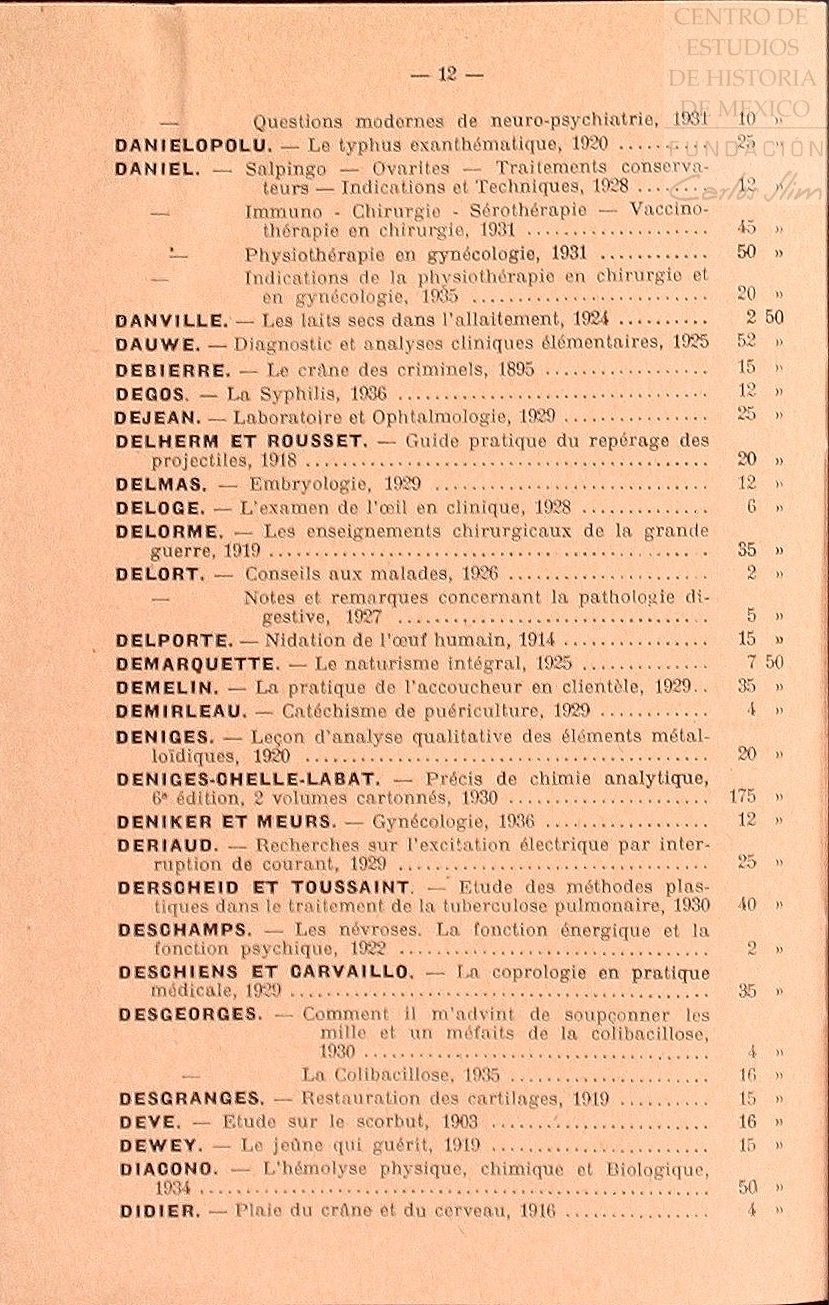 CENTRO DE
ESTUDIOS
DE HISTORIA
DE MEXICO
FUNDACIÓN
Carlos Slim
— 12 —
— Questions modernes de neuro-psychiatrie, 1931 10 »
DANIELOPOLU. — Le typhus exanthématique, 1920 ........ 25 »
DANIEL. — Salpingo — Ovarites — Traitements conserva-
teurs — Indications et Techniques, 1928 ....... 12 »
— Immuno - Chirurgie - Sérothérapie — Vaccino-
thérapie en chirurgie, 1931 ................... 45 »
— Physiothérapie en gynécologie, 1931 ........... 50 »
— Indications de la physiothérapie en chirurgie et
en gynécologie, 1935 ........................ 20 »
DANVILLE. — Les laits secs dans l'allaitement, 1924 ......... 2 50
DAUWE. — Diagnostic et analyses cliniques élémentaires, 1925 52 »
DEBIERRE. — Le crâne des criminels, 1895 ................ 15 »
DEGOS. — La Syphilis, 1936 ............................... 12 »
DEJEAN. — Laboratoire et Ophtalmologie, 1929 .............. 25 »
DELHERM ET ROUSSET. — Guide pratique du repérage des
projectiles, 1918 ........................................ 20 »
DELMAS. — Embryologie, 1929 ............................ 12 »
DELOGE. — L'examen de l'œil en clinique, 1928 ............. 6 »
DELORME. — Les enseignements chirurgicaux de la grande
guerre, 1919 ............................................ 35 »
DELORT. — Conseils aux malades, 1926 .................... 2 »
— Notes et remarques concernant la pathologie di-
gestive, 1927 ................................ 5 »
DELPORTE. — Nidation de l'œuf humain, 1914 ............... 15 »
DEMARQUETTE. — Le naturisme intégral, 1925 ............. 7 50
DEMELIN. — La pratique de l'accoucheur en clientèle, 1929.. 35 »
DEMIRLEAU. — Catéchisme de puériculture, 1929 ........... 4 »
DENIGES. — Leçon d'analyse qualitative des éléments métal-
loïdiques, 1920 ......................................... 20 »
DENIGES-CHELLE-LABAT. — Précis de chimie analytique,
6e édition, 2 volumes cartonnés, 1930 .................... 175 »
DENIKER ET MEURS. — Gynécologie, 1936 ................. 12 »
DERIAUD. — Recherches sur l'excitation électrique par inter-
ruption de courant, 1929 ................................ 25 »
DERSCHEID ET TOUSSAINT. — Etude des méthodes plas-
tiques dans le traitement de la tuberculose pulmonaire, 1930 40 »
DESCHAMPS. — Les névroses. La fonction énergique et la
fonction psychique, 1922 ................................ 2 »
DESCHIENS ET CARVAILLO. — La coprologie en pratique
médicale, 1929 .......................................... 35 »
DESGEORGES. — Comment il m'advint de soupçonner les
mille et un méfaits de la colibacillose,
1930 ................................... 4 »
— La Colibacillose, 1935 .................... 16 »
DESGRANGES. — Restauration des cartilages, 1919 .......... 15 »
DEVE. — Etude sur le scorbut, 1903 ...................... 16 »
DEWEY. — Le jeûne qui guérit, 1919 ...................... 15 »
DIACONO. — L'hémolyse physique, chimique et Biologique,
1934 ................................................... 50 »
DIDIER. — Plaie du crâne et du cerveau, 1916 .............. 4 »